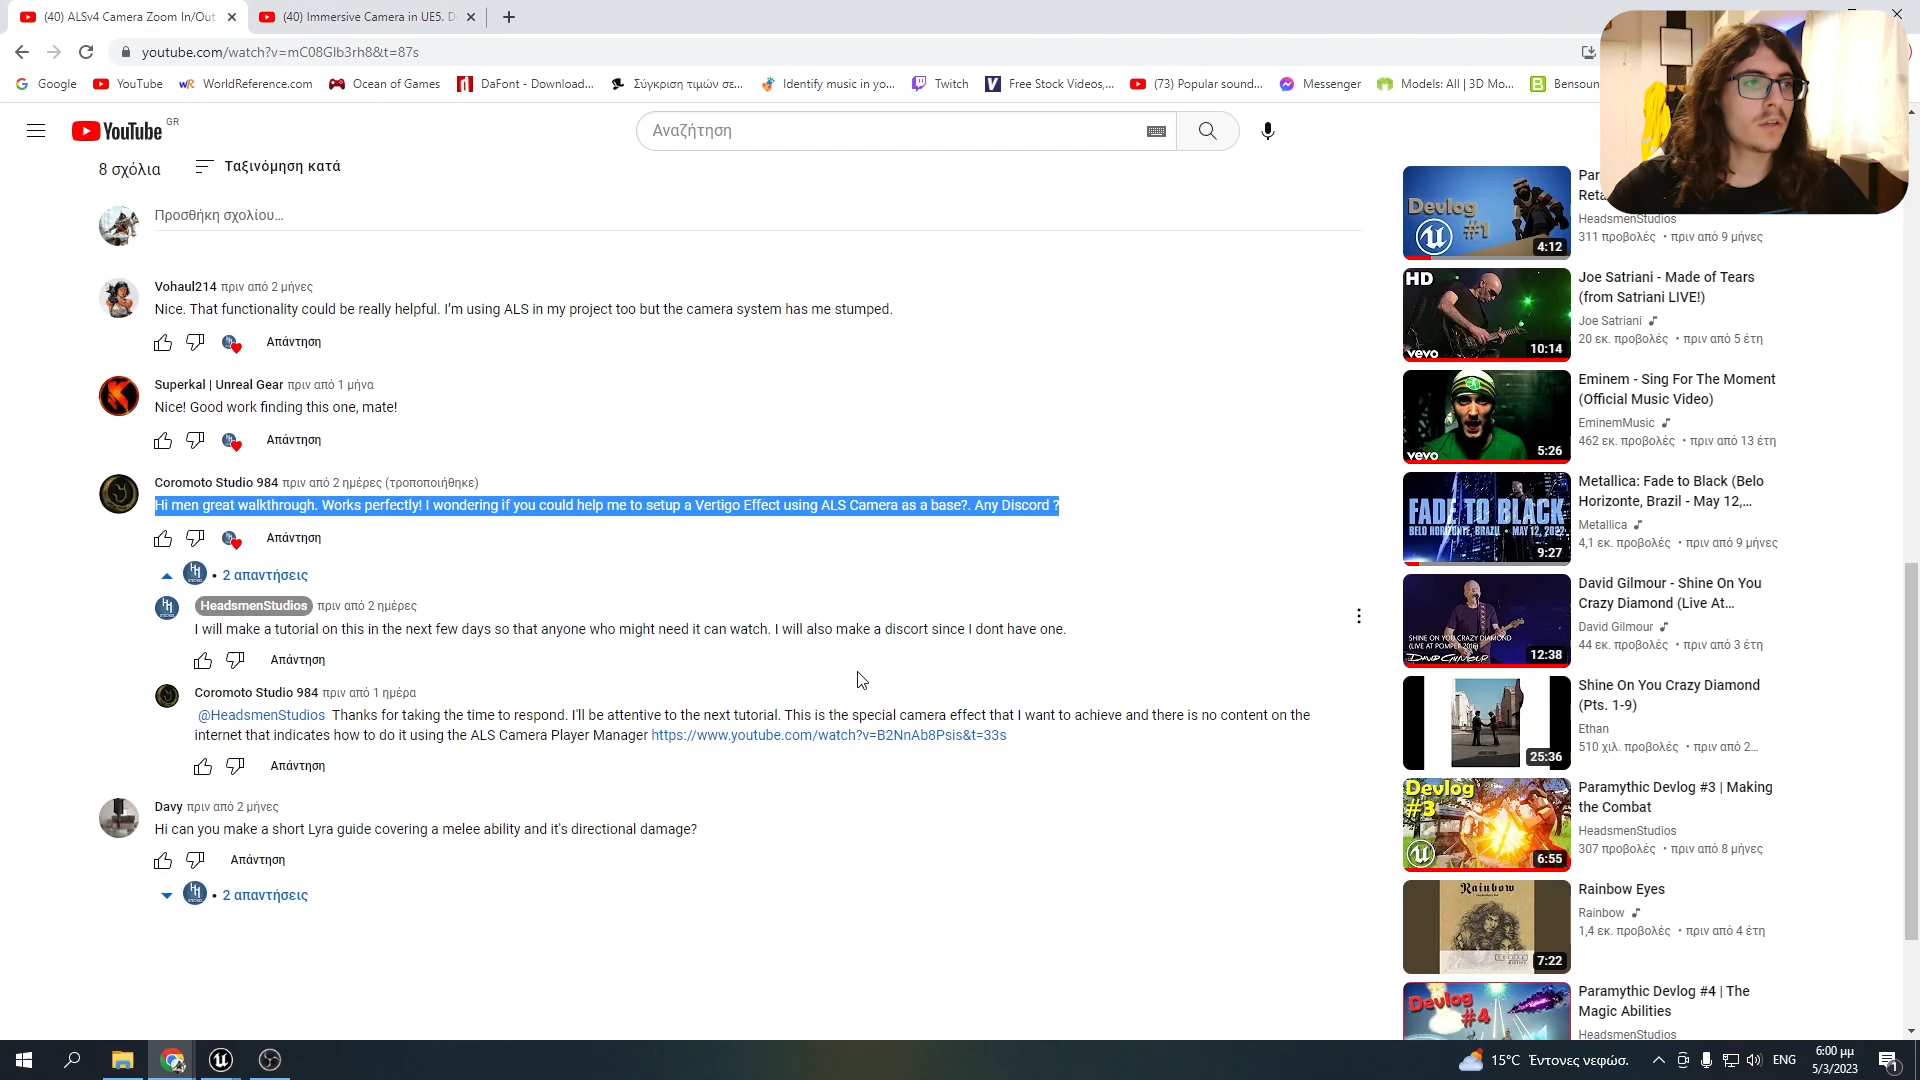 (40) ALSv4 Camera Zoom In/Out
(40) Immersive Camera in UE5. D
youtube.com/watch?v=mC08Glb3rh8&t=87s
Google
YouTube
WorldReference.com
Ocean of Games
DaFont - Download...
Σύγκριση τιμών σε...
Identify music in yo...
Twitch
Free Stock Videos,...
(73) Popular sound...
Messenger
Models: All | 3D Mo...
Bensoun
YouTube GR
Αναζήτηση
8 σχόλια
Ταξινόμηση κατά
Προσθήκη σχολίου...
Vohaul214 πριν από 2 μήνες
Nice. That functionality could be really helpful. I'm using ALS in my project too but the camera system has me stumped.
Απάντηση
Superkal | Unreal Gear πριν από 1 μήνα
Nice! Good work finding this one, mate!
Απάντηση
Coromoto Studio 984 πριν από 2 ημέρες (τροποποιήθηκε)
Hi men great walkthrough. Works perfectly! I wondering if you could help me to setup a Vertigo Effect using ALS Camera as a base?. Any Discord ?
Απάντηση
• 2 απαντήσεις
HeadsmenStudios πριν από 2 ημέρες
I will make a tutorial on this in the next few days so that anyone who might need it can watch. I will also make a discort since I dont have one.
Απάντηση
Coromoto Studio 984 πριν από 1 ημέρα
@HeadsmenStudios Thanks for taking the time to respond. I'll be attentive to the next tutorial. This is the special camera effect that I want to achieve and there is no content on the
internet that indicates how to do it using the ALS Camera Player Manager https://www.youtube.com/watch?v=B2NnAb8Psis&t=33s
Απάντηση
Davy πριν από 2 μήνες
Hi can you make a short Lyra guide covering a melee ability and it's directional damage?
Απάντηση
• 2 απαντήσεις
Devlog
#1
4:12
Par
Reta
HeadsmenStudios
311 προβολές • πριν από 9 μήνες
HD
vevo
10:14
Joe Satriani - Made of Tears
(from Satriani LIVE!)
Joe Satriani
20 εκ. προβολές • πριν από 5 έτη
vevo
5:26
Eminem - Sing For The Moment
(Official Music Video)
EminemMusic
462 εκ. προβολές • πριν από 13 έτη
FADE TO BLACK
BELO HORIZONTE, BRAZIL • MAY 12, 2022
9:27
Metallica: Fade to Black (Belo
Horizonte, Brazil - May 12,...
Metallica
4,1 εκ. προβολές • πριν από 9 μήνες
SHINE ON YOU CRAZY DIAMOND
(LIVE AT POMPEII 2016)
DAVID GILMOUR
12:38
David Gilmour - Shine On You
Crazy Diamond (Live At...
David Gilmour
44 εκ. προβολές • πριν από 3 έτη
25:36
Shine On You Crazy Diamond
(Pts. 1-9)
Ethan
510 χιλ. προβολές • πριν από 2...
Devlog
#3
6:55
Paramythic Devlog #3 | Making
the Combat
HeadsmenStudios
307 προβολές • πριν από 8 μήνες
Rainbow
7:22
Rainbow Eyes
Rainbow
1,4 εκ. προβολές • πριν από 4 έτη
Devlog
#4
Paramythic Devlog #4 | The
Magic Abilities
HeadsmenStudios
15°C Έντονες νεφώσ.
ENG
6:00 μμ
5/3/2023
1